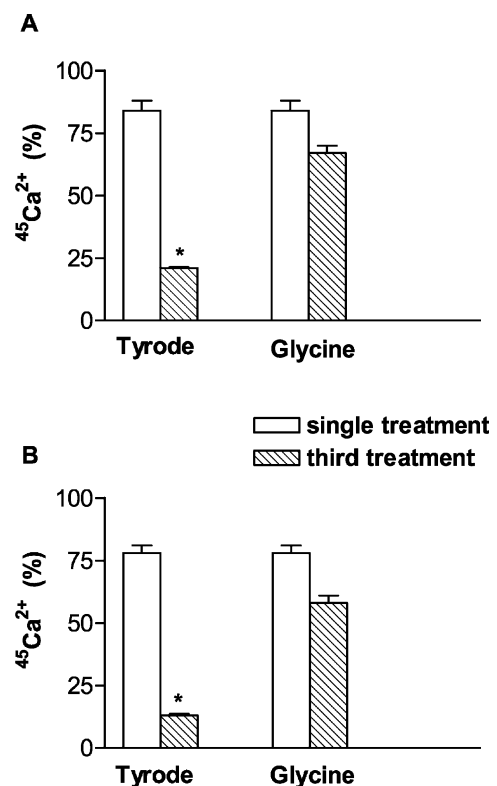 A
100
75
50
25
0
45Ca2+ (%)
*
Tyrode Glycine
single treatment
third treatment
B
100
75
50
25
0
45Ca2+ (%)
*
Tyrode Glycine